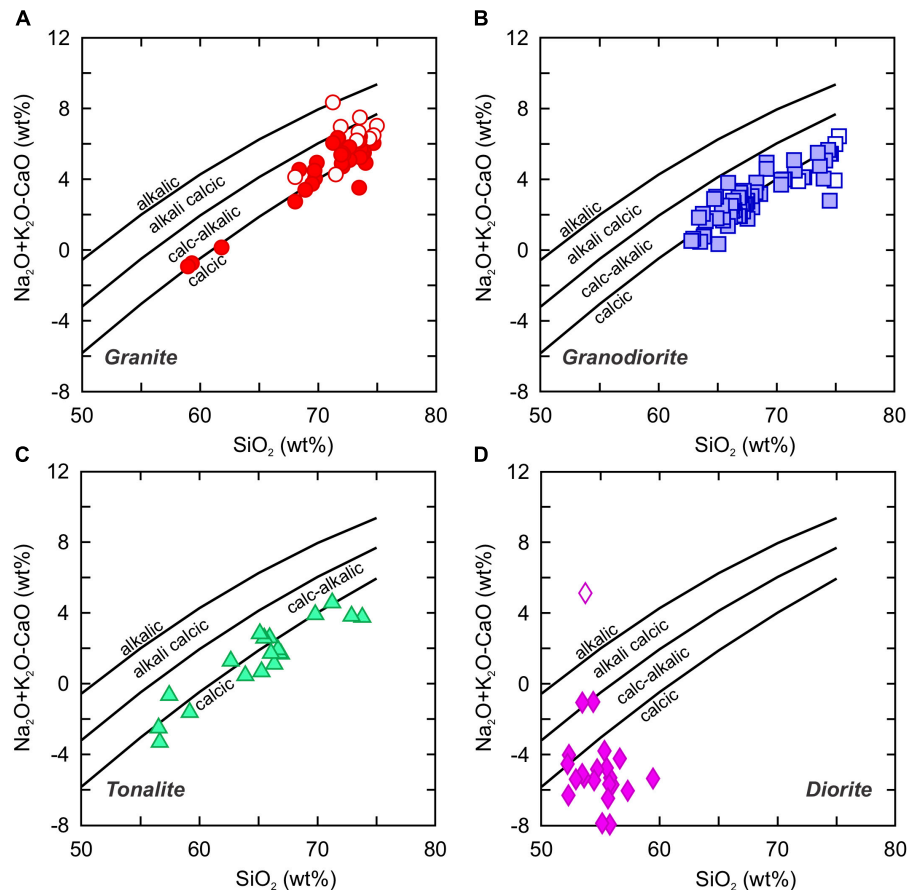 A
12
8
4
0
-4
-8
Na₂O+K₂O-CaO (wt%)
alkalic
alkali calcic
calc-alkalic
calcic
Granite
50
60
70
80
SiO₂ (wt%)
B
12
8
4
0
-4
-8
Na₂O+K₂O-CaO (wt%)
alkalic
alkali calcic
calc-alkalic
calcic
Granodiorite
50
60
70
80
SiO₂ (wt%)
C
12
8
4
0
-4
-8
Na₂O+K₂O-CaO (wt%)
alkalic
alkali calcic
calc-alkalic
calcic
Tonalite
50
60
70
80
SiO₂ (wt%)
D
12
8
4
0
-4
-8
Na₂O+K₂O-CaO (wt%)
alkalic
alkali calcic
calc-alkalic
calcic
Diorite
50
60
70
80
SiO₂ (wt%)